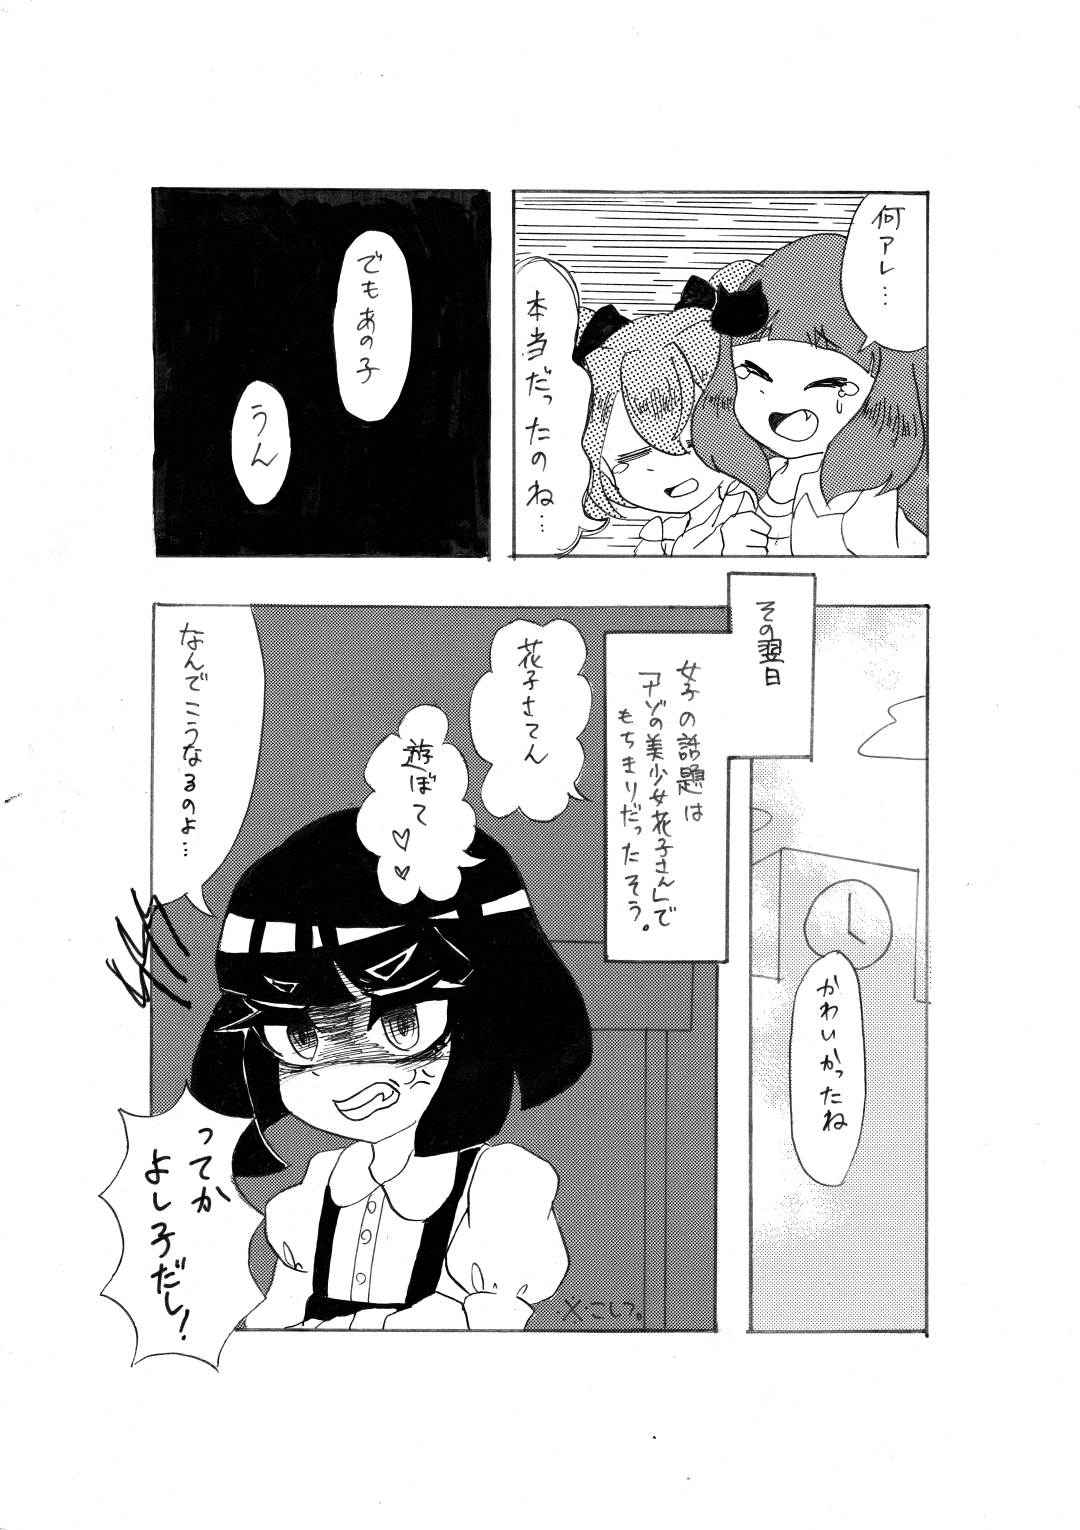 何アレ…
本当だったのね…
でもあの子
うん
かわいかったね
その翌日
女子の話題は
「ナゾの美少女花子さん」で
もちきりだったそう。
花子さてん
遊ぼて♡♡
なんでこうなるのよ…
ってか
よし子だし！